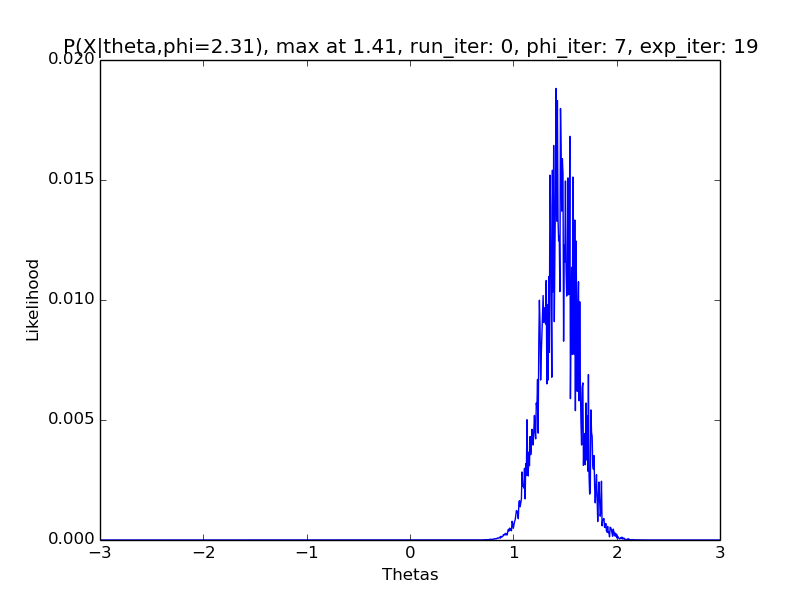 P(X|theta,phi=2.31), max at 1.41, run_iter: 0, phi_iter: 7, exp_iter: 19
0.020
0.015
0.010
0.005
0.000
Likelihood
−3 −2 −1 0 1 2 3
Thetas